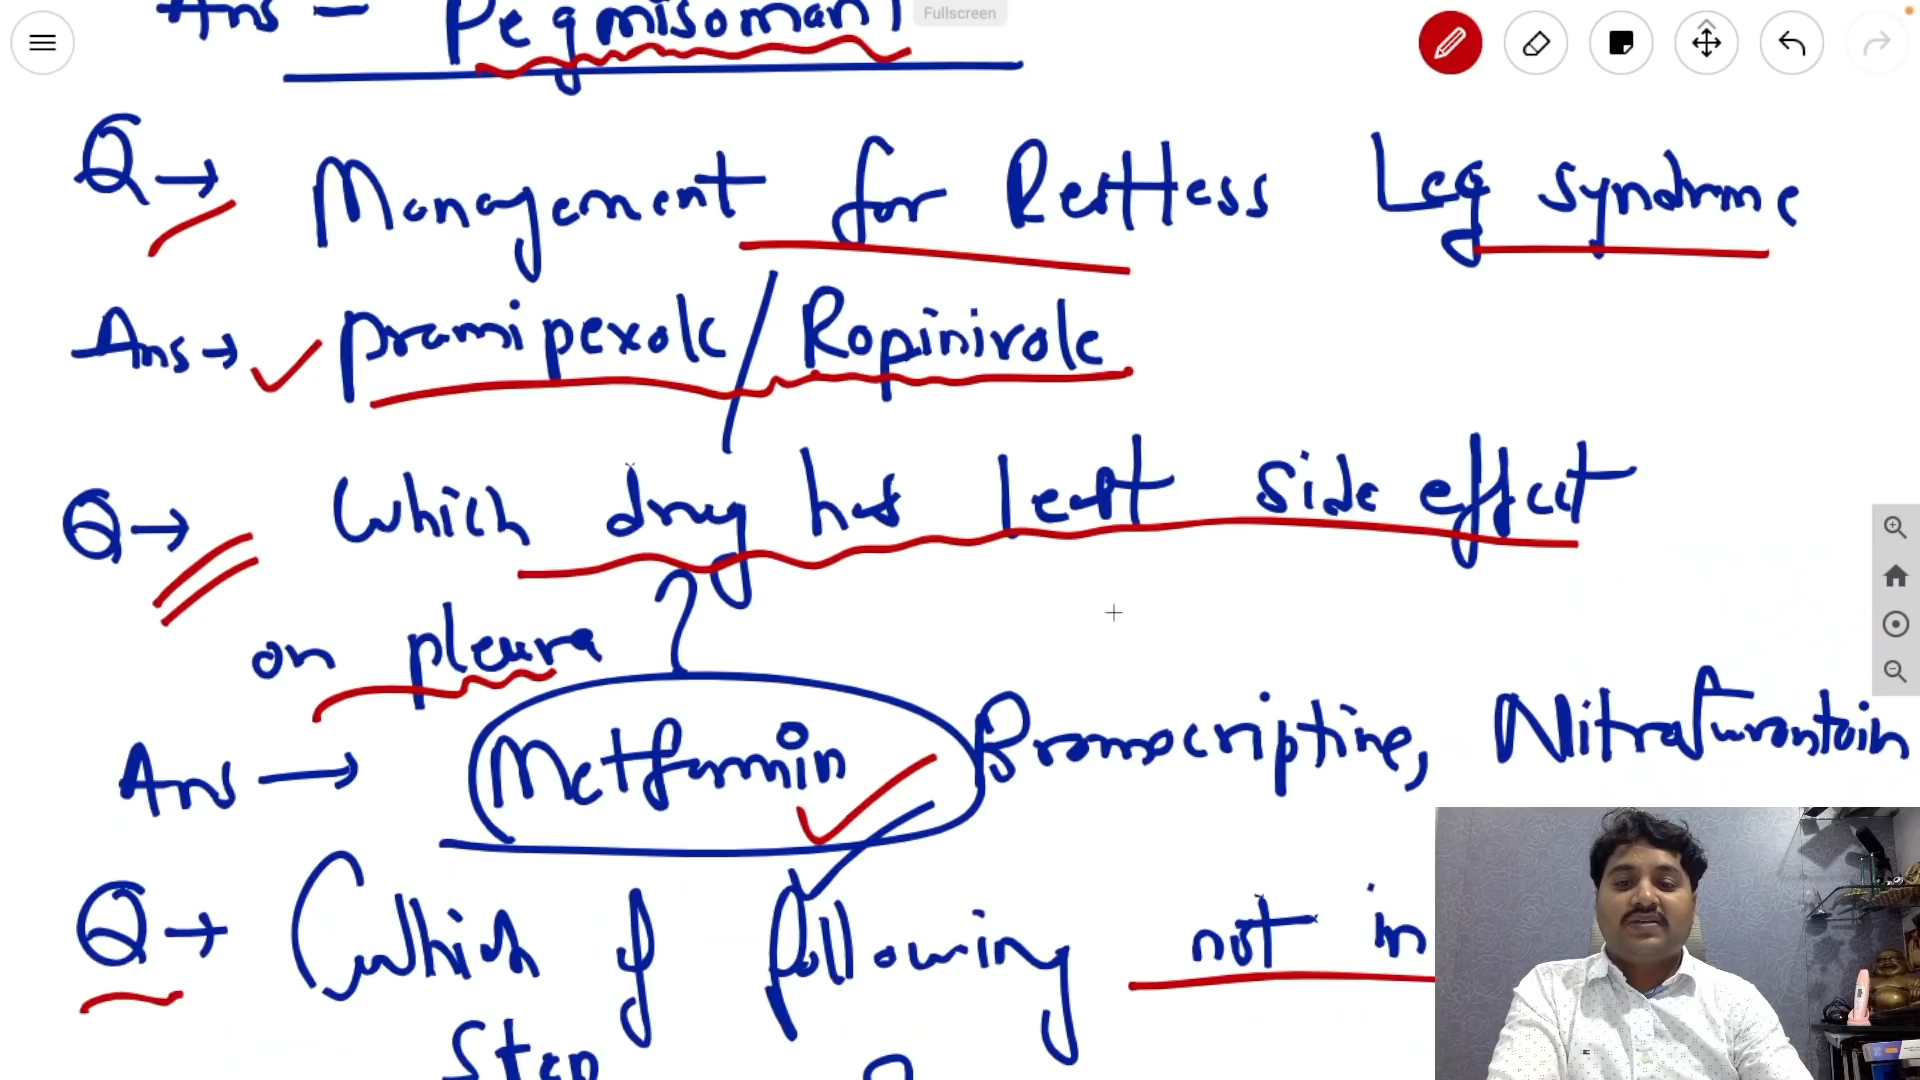 Ans - Pegmisomant
Fullscreen
Q → Management for Restless Leg Syndrome
Ans → pramipexole / Ropinirole
Q → Which drug has least side effect
on pleura ?
Ans → Metformin Bromocriptine, Nitrofurantoin
Q → Which of following not in
Step